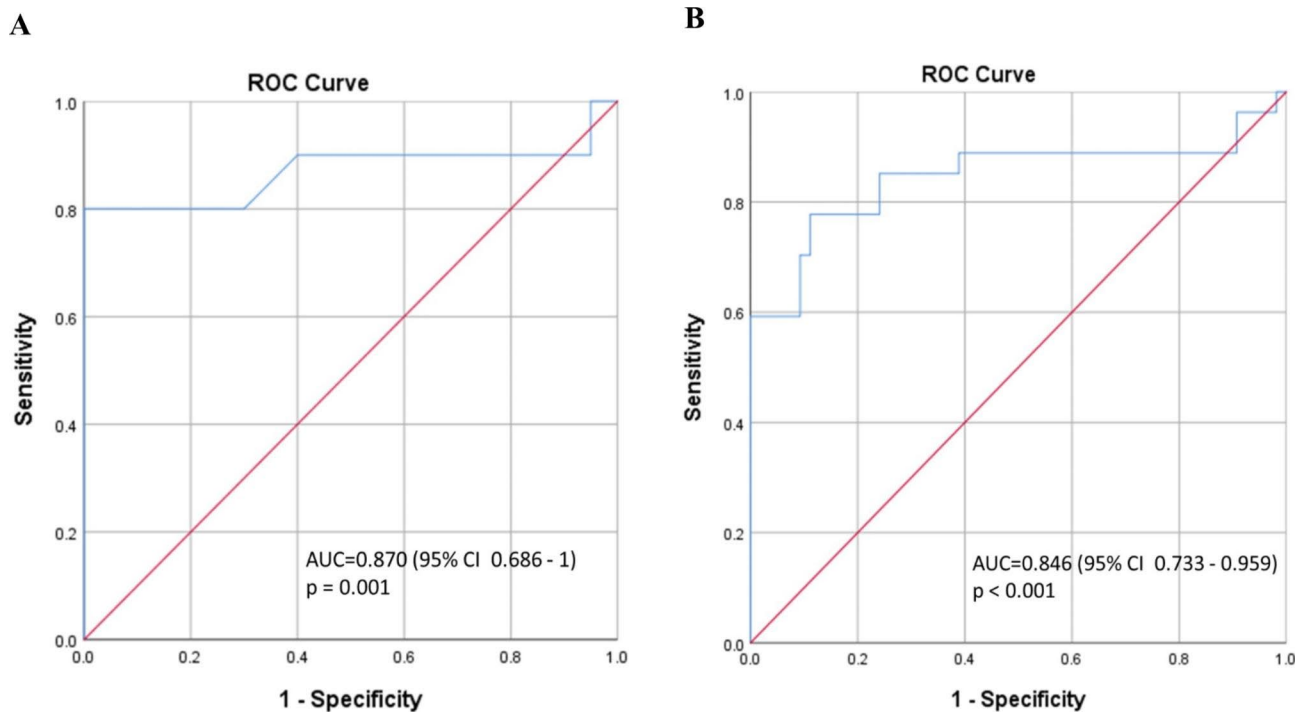 A
ROC Curve
1.0
0.8
0.6
0.4
0.2
0.0
Sensitivity
AUC=0.870 (95% CI 0.686 - 1)
p = 0.001
0.0 0.2 0.4 0.6 0.8 1.0
1 - Specificity
B
ROC Curve
1.0
0.8
0.6
0.4
0.2
0.0
Sensitivity
AUC=0.846 (95% CI 0.733 - 0.959)
p < 0.001
0.0 0.2 0.4 0.6 0.8 1.0
1 - Specificity